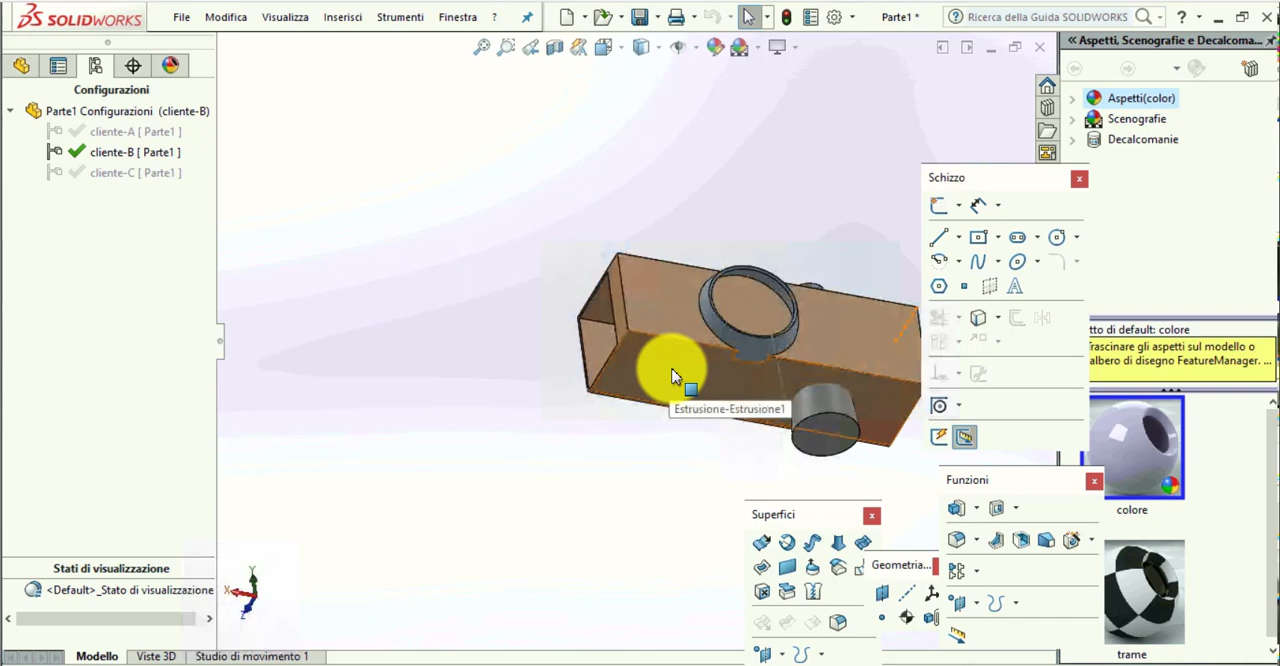 SOLIDWORKS
File Modifica Visualizza Inserisci Strumenti Finestra ?
Parte1 *
Ricerca della Guida SOLIDWORKS
?
Aspetti, Scenografie e Decalcoma...
Configurazioni
Parte1 Configurazioni (cliente-B)
cliente-A [ Parte1 ]
cliente-B [ Parte1 ]
cliente-C [ Parte1 ]
Aspetti(color)
Scenografie
Decalcomanie
Schizzo
Estrusione-Estrusione1
tto di default: colore
Trascinare gli aspetti sul modello o
albero di disegno FeatureManager. ...
colore
Funzioni
Superfici
Geometria...
trame
Stati di visualizzazione
<Default>_Stato di visualizzazione
Y
X
Z
Modello Viste 3D Studio di movimento 1